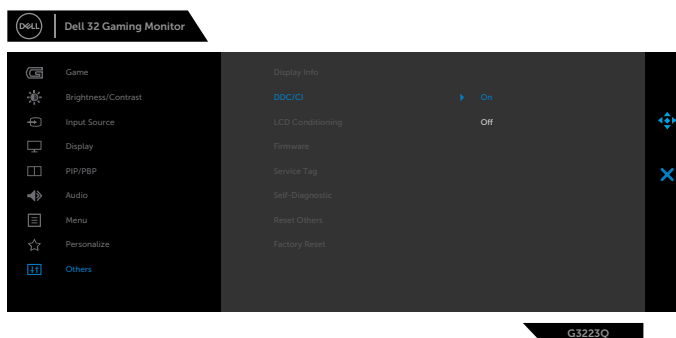 DELL
Dell 32 Gaming Monitor
Game
Display Info
Brightness/Contrast
DDC/CI
On
Input Source
LCD Conditioning
Off
Display
Firmware
PIP/PBP
Service Tag
Audio
Self-Diagnostic
Menu
Reset Others
Personalize
Factory Reset
Others
G3223Q